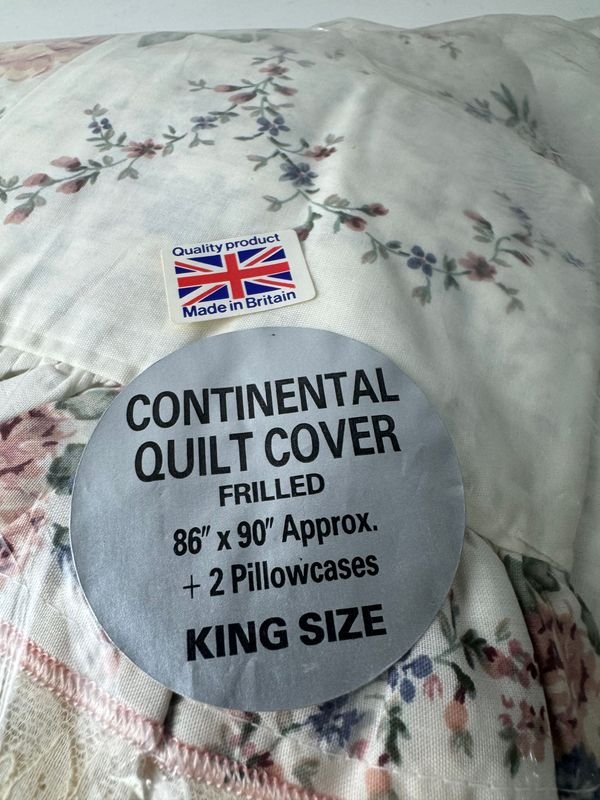 Quality product
Made in Britain
CONTINENTAL
QUILT COVER
FRILLED
86" x 90" Approx.
+ 2 Pillowcases
KING SIZE